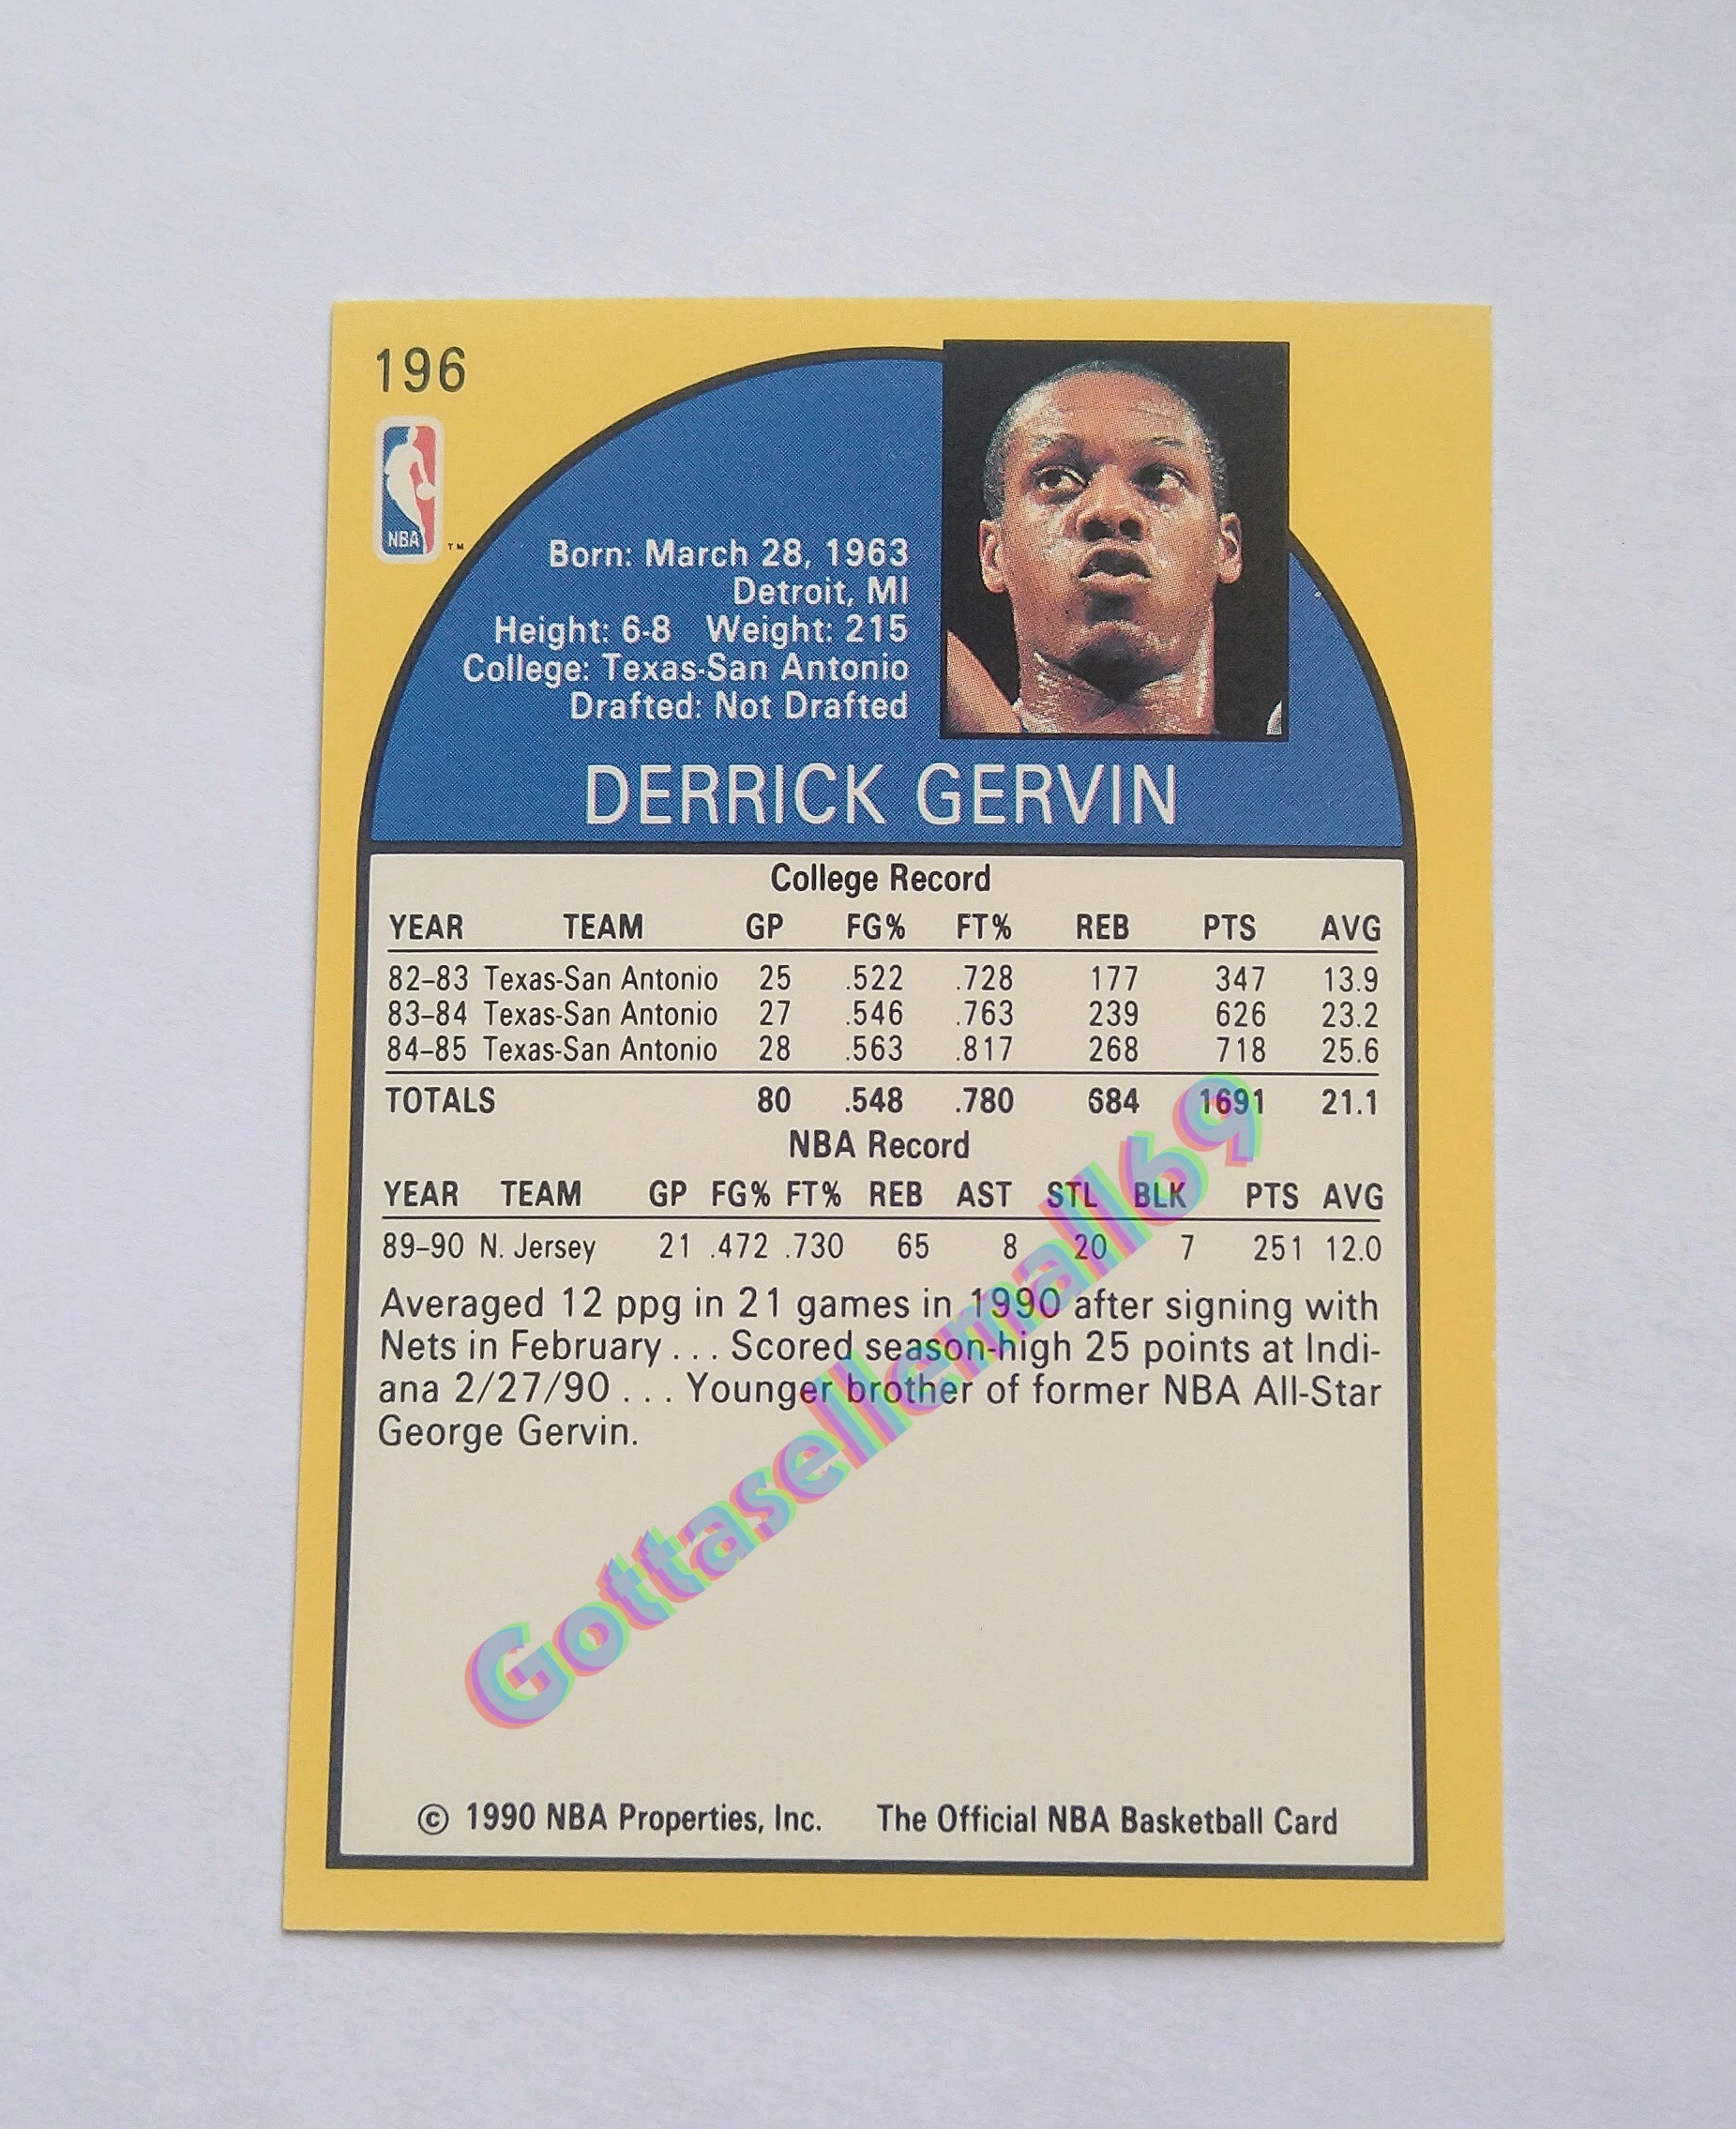 196
NBA
TM
Born: March 28, 1963
Detroit, MI
Height: 6-8 Weight: 215
College: Texas-San Antonio
Drafted: Not Drafted
DERRICK GERVIN
College Record
YEAR TEAM GP FG% FT% REB PTS AVG
82–83 Texas-San Antonio 25 .522 .728 177 347 13.9
83–84 Texas-San Antonio 27 .546 .763 239 626 23.2
84–85 Texas-San Antonio 28 .563 .817 268 718 25.6
TOTALS 80 .548 .780 684 1691 21.1
NBA Record
YEAR TEAM GP FG% FT% REB AST STL BLK PTS AVG
89–90 N. Jersey 21 .472 .730 65 8 20 7 251 12.0
Averaged 12 ppg in 21 games in 1990 after signing with
Nets in February . . . Scored season-high 25 points at Indi-
ana 2/27/90 . . . Younger brother of former NBA All-Star
George Gervin.
Gottasellemall69
© 1990 NBA Properties, Inc. The Official NBA Basketball Card